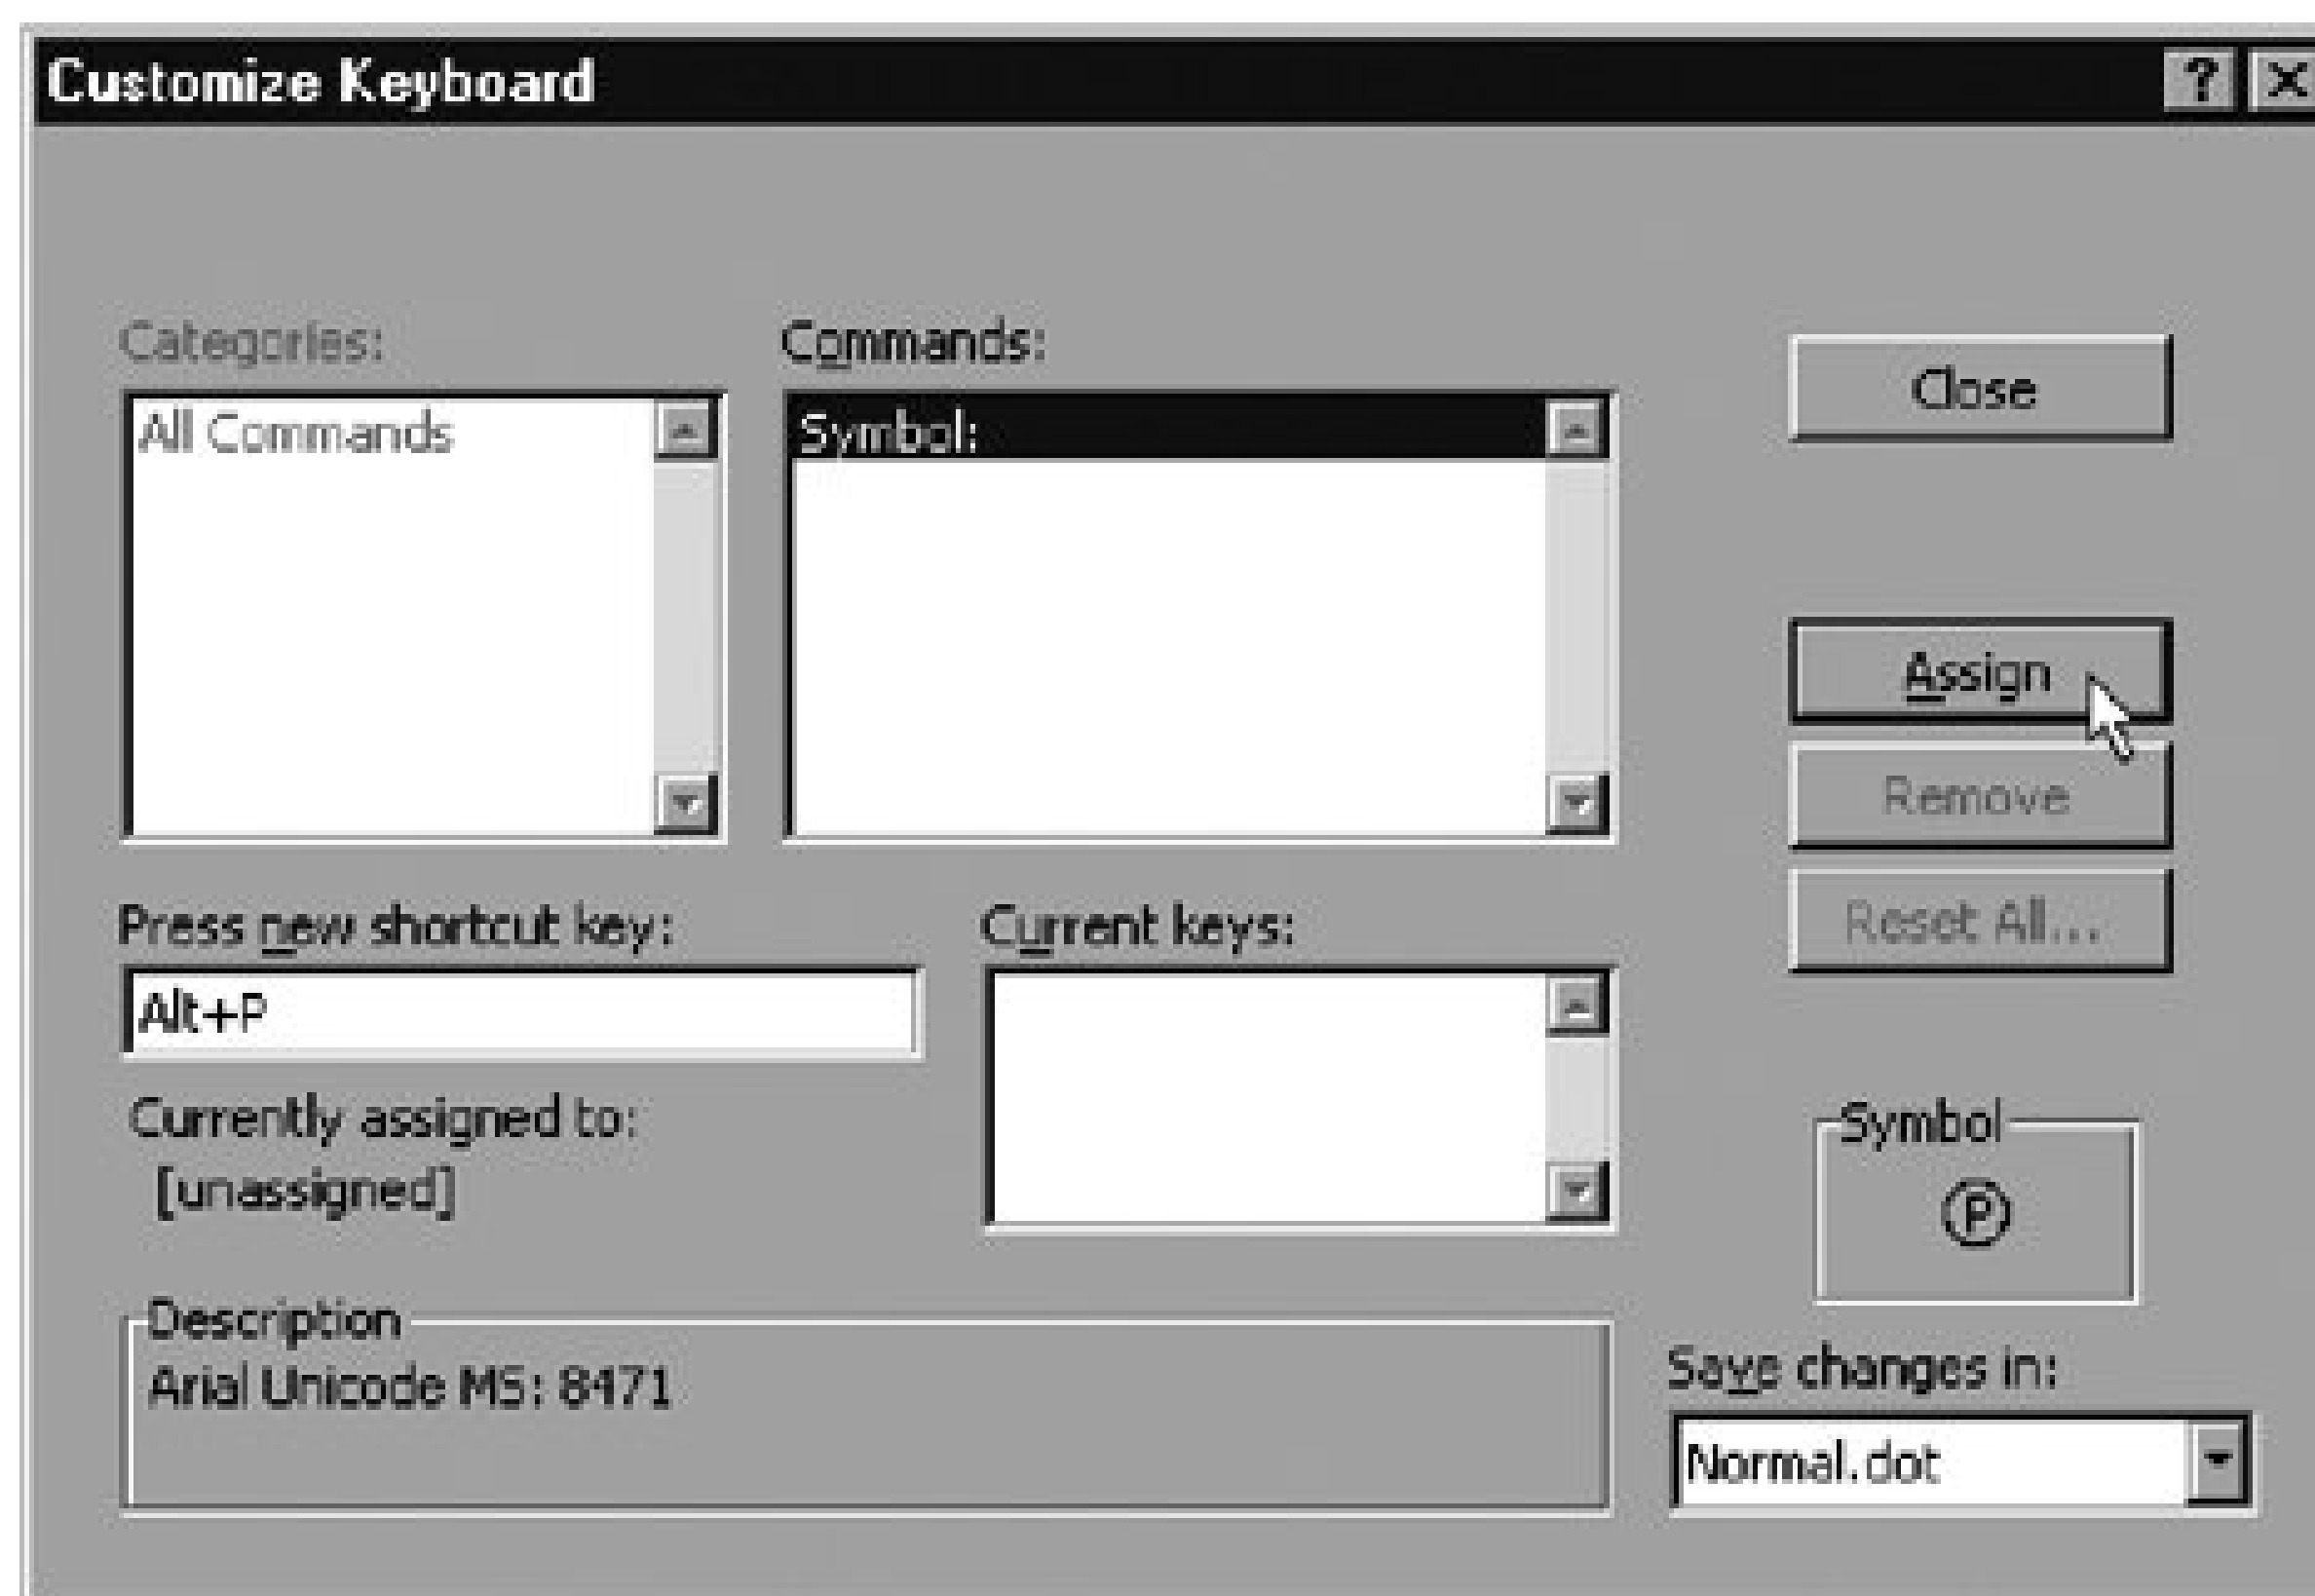 Customize Keyboard
Categories:
Commands:
All Commands
Symbol:
Close
Assign
Remove
Reset All...
Press new shortcut key:
Current keys:
Alt+P
Currently assigned to:
[unassigned]
Symbol
Ⓟ
Description
Arial Unicode MS: 8471
Save changes in:
Normal.dot